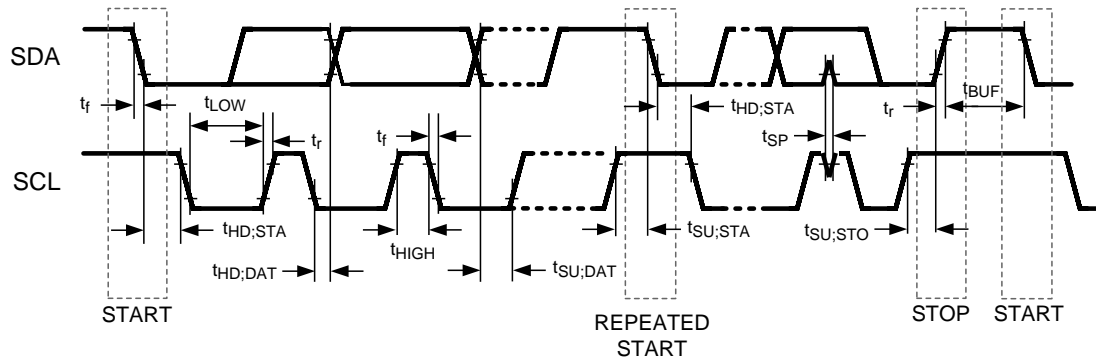 SDA
t_f
t_LOW
t_r
t_f
t_HD;STA
t_SP
t_r
t_BUF
SCL
t_HD;STA
t_HD;DAT
t_HIGH
t_SU;DAT
t_SU;STA
t_SU;STO
START
REPEATED
START
STOP
START